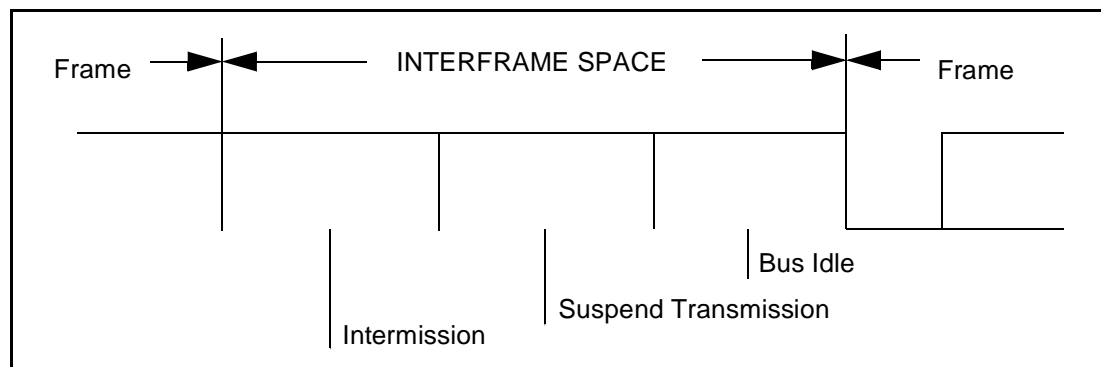 Frame
INTERFRAME SPACE
Frame
Bus Idle
Suspend Transmission
Intermission